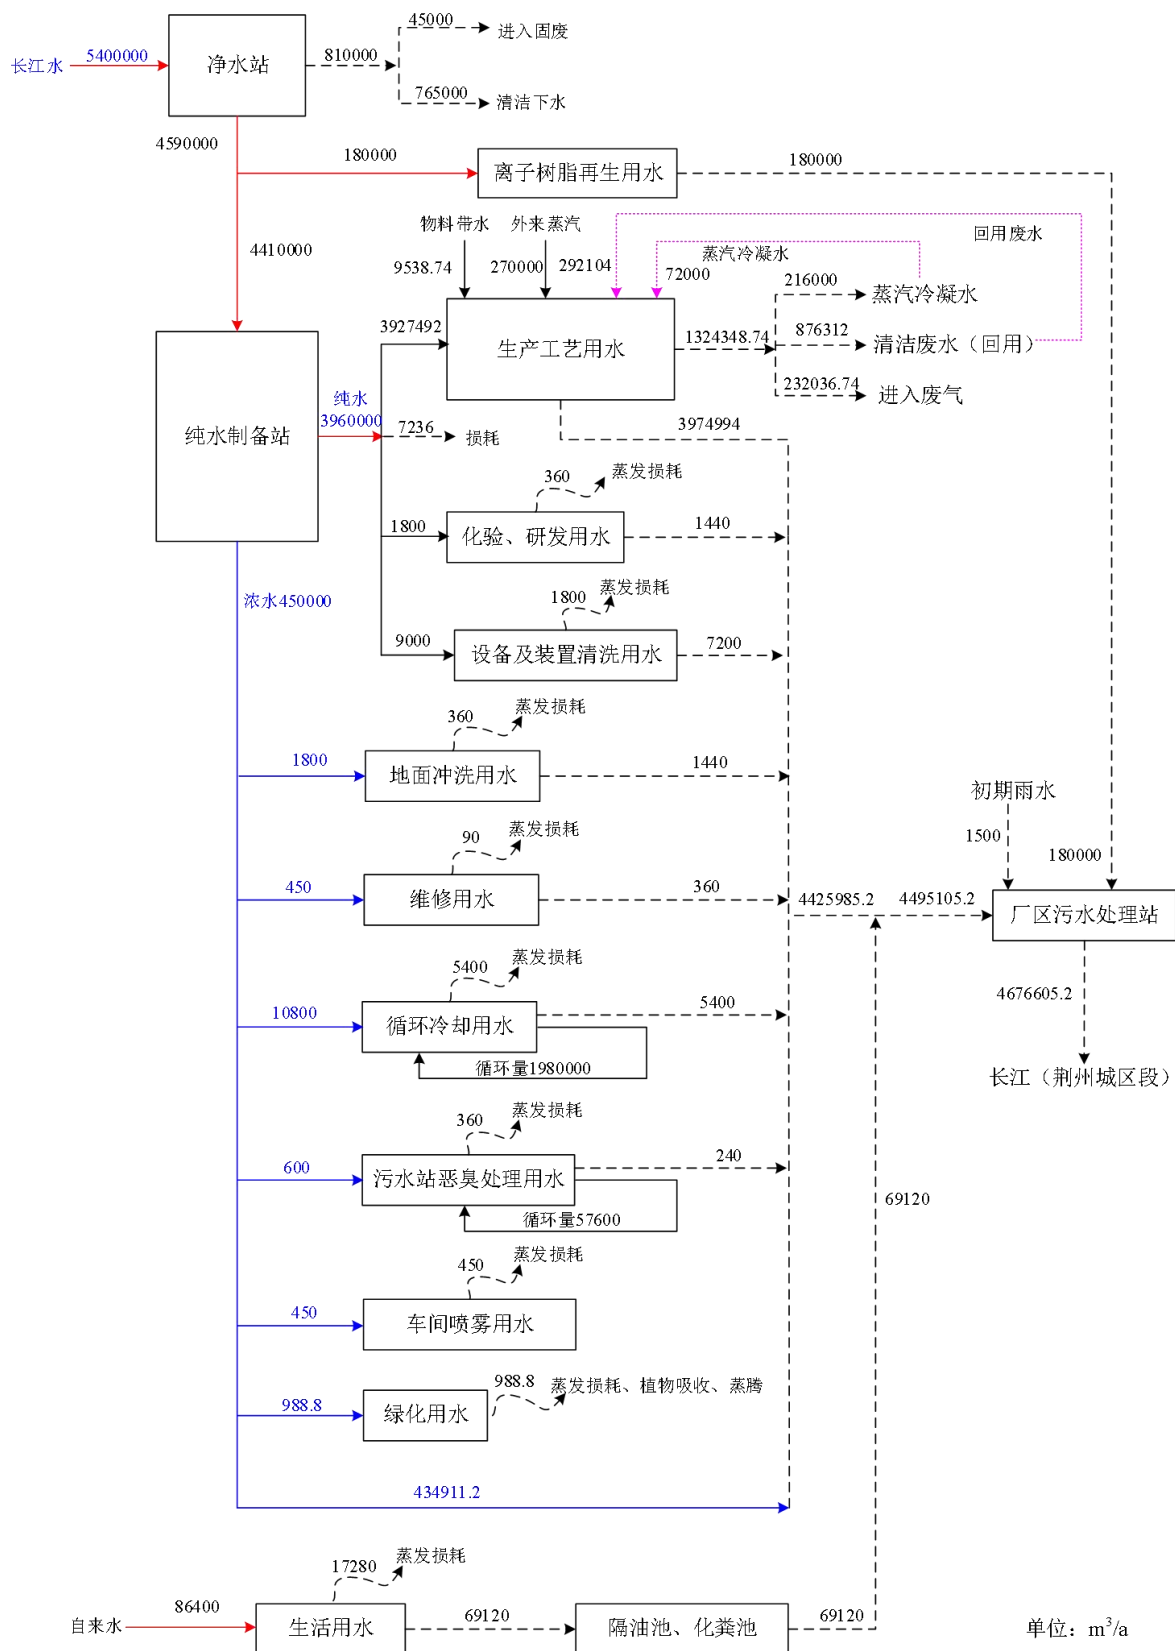 45000
进入固废
长江水
5400000
净水站
810000
765000
清洁下水
4590000
180000
离子树脂再生用水
180000
4410000
物料带水
外来蒸汽
回用废水
9538.74
270000
292104
蒸汽冷凝水
72000
216000
蒸汽冷凝水
3927492
生产工艺用水
1324348.74
876312
清洁废水（回用）
232036.74
进入废气
纯水制备站
纯水
3960000
7236
损耗
3974994
360
蒸发损耗
1800
化验、研发用水
1440
浓水450000
1800
蒸发损耗
9000
设备及装置清洗用水
7200
360
蒸发损耗
1800
地面冲洗用水
1440
初期雨水
1500
180000
90
蒸发损耗
450
维修用水
360
4425985.2
4495105.2
厂区污水处理站
5400
蒸发损耗
10800
循环冷却用水
5400
循环量1980000
4676605.2
长江（荆州城区段）
360
蒸发损耗
600
污水站恶臭处理用水
240
循环量57600
69120
450
蒸发损耗
450
车间喷雾用水
988.8
蒸发损耗、植物吸收、蒸腾
988.8
绿化用水
434911.2
17280
蒸发损耗
自来水
86400
生活用水
69120
隔油池、化粪池
69120
单位：m³/a